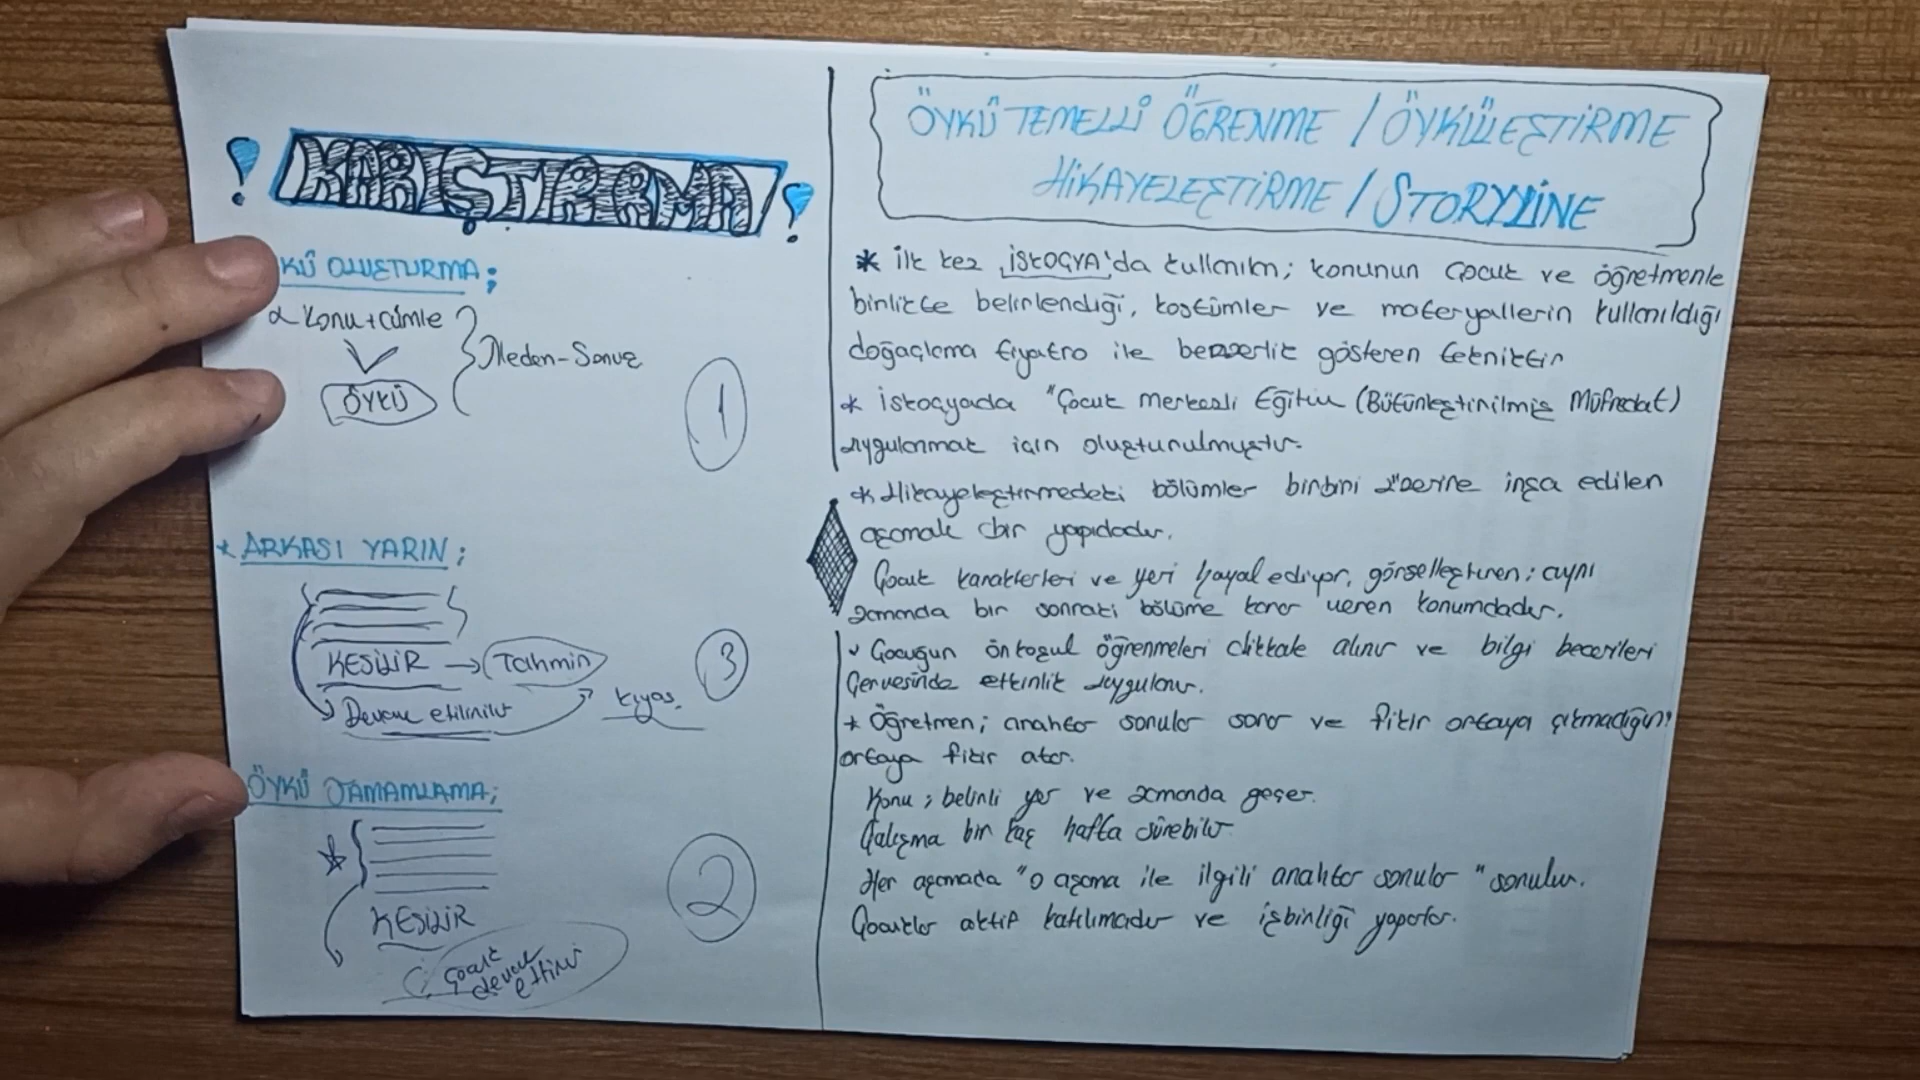 ! KARIŞTIRMA !
KÜ OLUŞTURMA;
Konu + Cümle
ÖYKÜ
Neden-Sonuç
1
* ARKASI YARIN;
KESİLİR → Tahmin
Devam ettirilir
kıyas.
3
ÖYKÜ TAMAMLAMA;
KESİLİR
Çocuk
devam
ettirir
2
ÖYKÜ TEMELLİ ÖĞRENME / ÖYKÜLEŞTİRME
HİKAYELEŞTİRME / STORYLINE
* ilk kez İSKOÇYA'da kullanılan; konunun çocuk ve öğretmenle
birlikte belirlendiği, kostümler ve materyallerin kullanıldığı
doğaçlama tiyatro ile benzerlik gösteren tekniktir
* iskoçyada "Çocuk merkezli Eğitim (Bütünleştirilmiş Müfredat)
uygulanmak için oluşturulmuştur.
* Hikayeleştirmedeki bölümler birbiri üzerine inşa edilen
aşamalı bir yapıdadır.
Çocuk karakterleri ve yeri hayal ediyor, görselleştiren; aynı
zamanda bir sonraki bölüme karar veren konumdadır.
✓ Çocuğun önkoşul öğrenmeleri dikkate alınır ve bilgi becerileri
Çerçevesinde etkinlik uygulanır.
* Öğretmen; anahtar sorular sorar ve fikir ortaya çıkmadığın
ortaya fikir atar.
Konu; belirli yer ve zamanda geçer.
Çalışma bir kaç hafta sürebilir.
Her aşamada "o aşama ile ilgili anahtar sorular" sorulur.
Çocuklar aktif katılımcıdır ve işbirliği yaparlar.